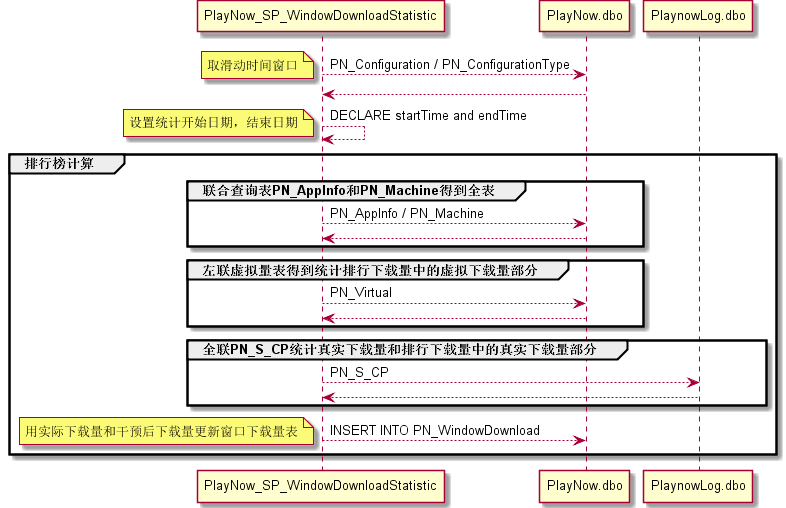 PlayNow_SP_WindowDownloadStatistic
PlayNow.dbo
PlaynowLog.dbo
取滑动时间窗口
PN_Configuration / PN_ConfigurationType
设置统计开始日期，结束日期
DECLARE startTime and endTime
排行榜计算
联合查询表PN_AppInfo和PN_Machine得到全表
PN_AppInfo / PN_Machine
左联虚拟量表得到统计排行下载量中的虚拟下载量部分
PN_Virtual
全联PN_S_CP统计真实下载量和排行下载量中的真实下载量部分
PN_S_CP
用实际下载量和干预后下载量更新窗口下载量表
INSERT INTO PN_WindowDownload
PlayNow_SP_WindowDownloadStatistic
PlayNow.dbo
PlaynowLog.dbo